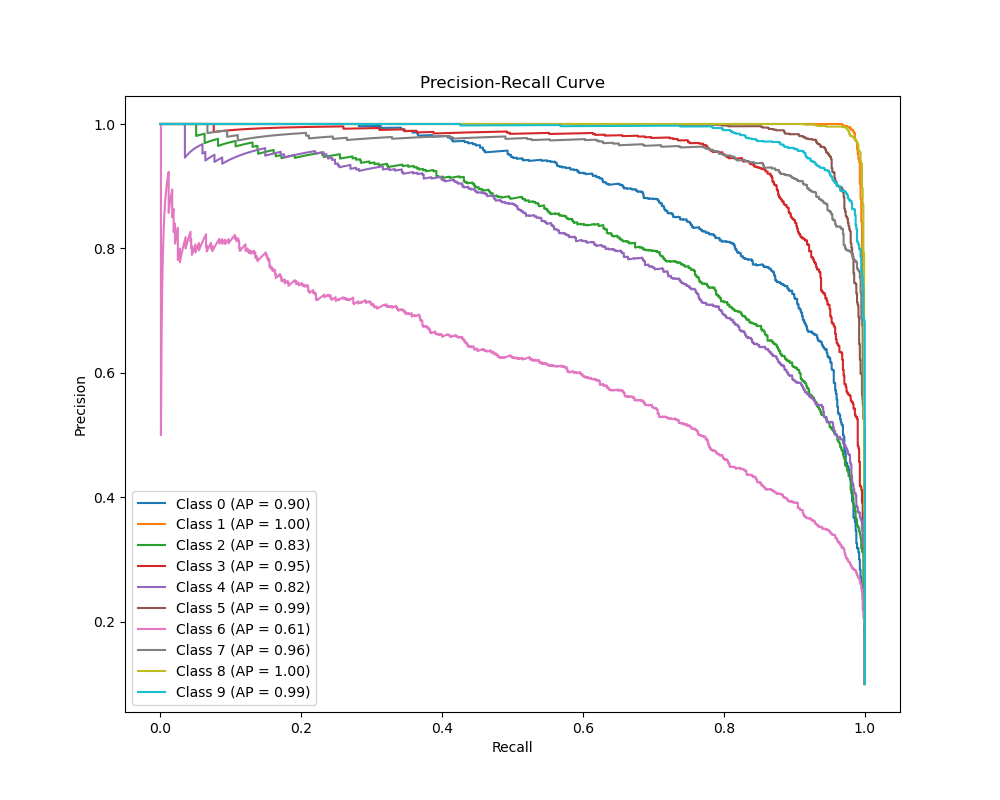 Precision-Recall Curve
1.0
0.8
0.6
0.4
0.2
Precision
Class 0 (AP = 0.90)
Class 1 (AP = 1.00)
Class 2 (AP = 0.83)
Class 3 (AP = 0.95)
Class 4 (AP = 0.82)
Class 5 (AP = 0.99)
Class 6 (AP = 0.61)
Class 7 (AP = 0.96)
Class 8 (AP = 1.00)
Class 9 (AP = 0.99)
0.0 0.2 0.4 0.6 0.8 1.0
Recall